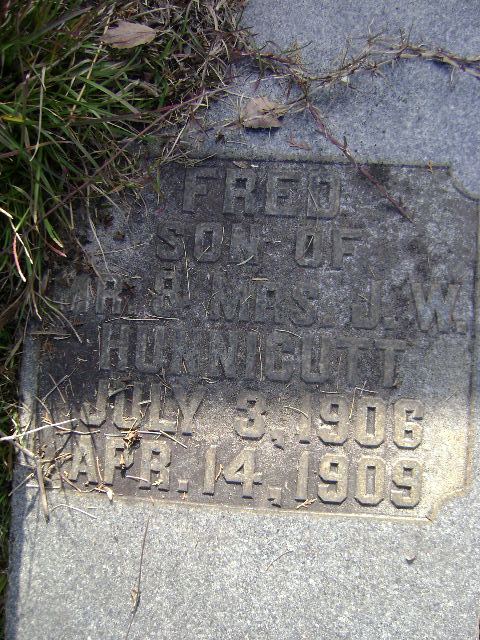 FRED
SON OF
MR. & MRS. J. W.
HUNNICUTT
JULY 3, 1906
APR. 14, 1909